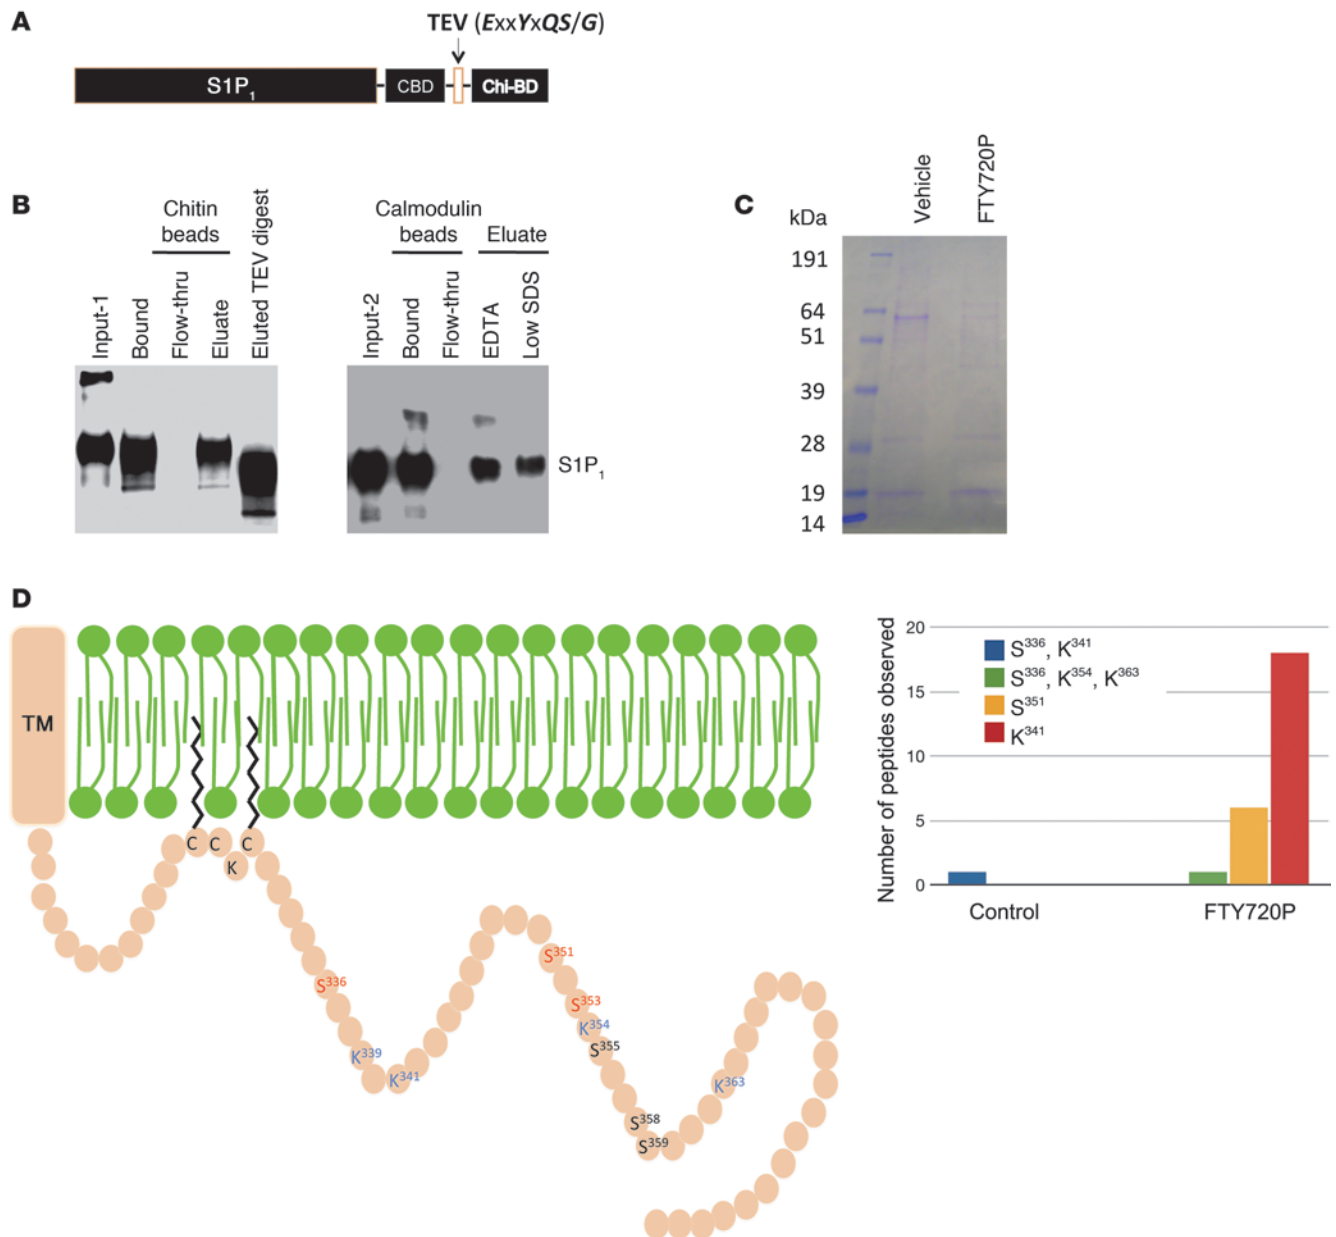 A
TEV (ExxYxQS/G)
S1P₁
CBD
Chi-BD
B
Chitin
beads
Input-1
Bound
Flow-thru
Eluate
Eluted TEV digest
Calmodulin
beads
Eluate
Input-2
Bound
Flow-thru
EDTA
Low SDS
S1P₁
C
kDa
Vehicle
FTY720P
191
64
51
39
28
19
14
D
TM
C
C
K
C
S³³⁶
K³³⁹
K³⁴¹
S³⁵¹
S³⁵³
K³⁵⁴
S³⁵⁵
S³⁵⁸
S³⁵⁹
K³⁶³
Number of peptides observed
20
15
10
5
0
S³³⁶, K³⁴¹
S³³⁶, K³⁵⁴, K³⁶³
S³⁵¹
K³⁴¹
Control
FTY720P